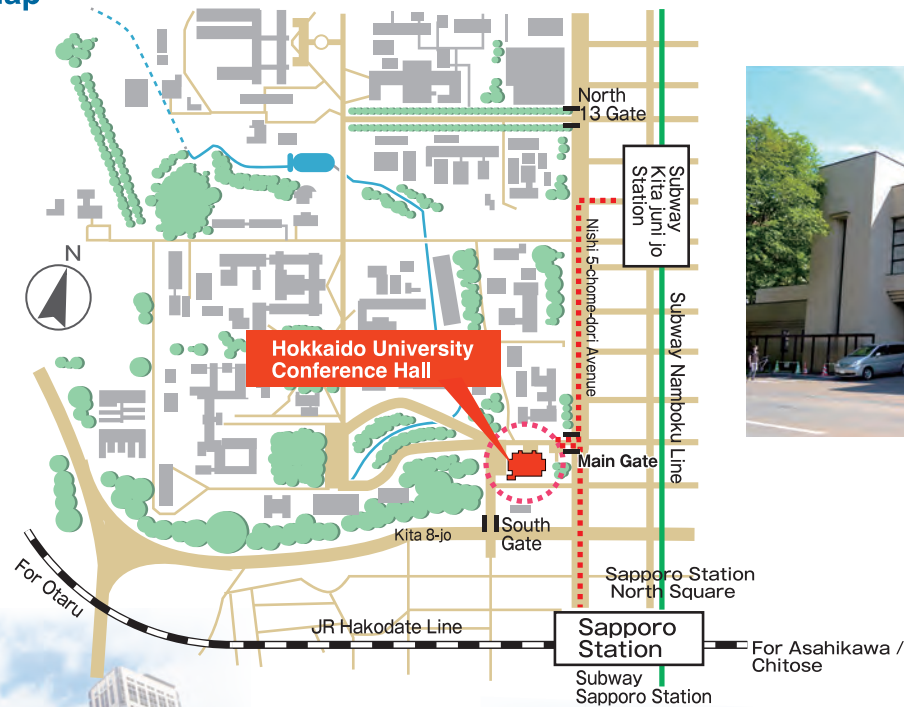 North
13 Gate
Subway
Kita juni jo
Station
N
Nishi 5-chome-dori Avenue
Subway Namboku Line
Hokkaido University
Conference Hall
Main Gate
South
Gate
Kita 8-jo
Sapporo Station
North Square
For Otaru
JR Hakodate Line
Sapporo
Station
For Asahikawa /
Chitose
Subway
Sapporo Station